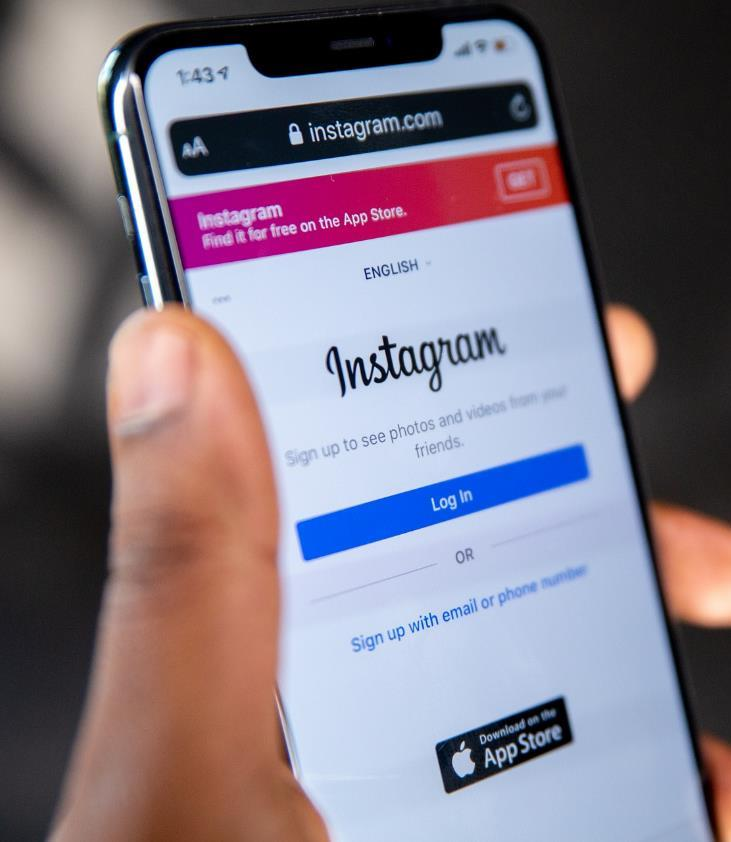 1:43
AA instagram.com
Instagram
Find it for free on the App Store.
GET
ENGLISH
Instagram
Sign up to see photos and videos from your
friends.
Log In
OR
Sign up with email or phone number
Download on the
App Store